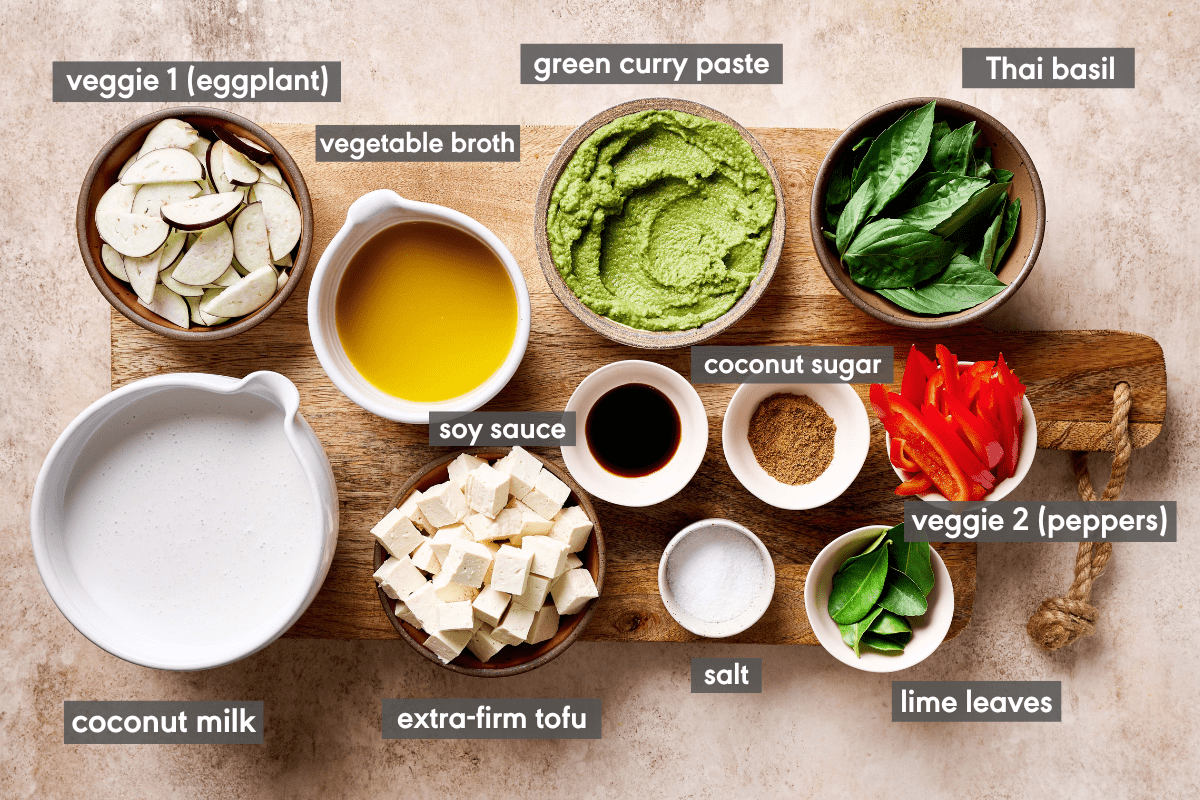 veggie 1 (eggplant)
green curry paste
Thai basil
vegetable broth
coconut sugar
soy sauce
veggie 2 (peppers)
salt
lime leaves
coconut milk
extra-firm tofu